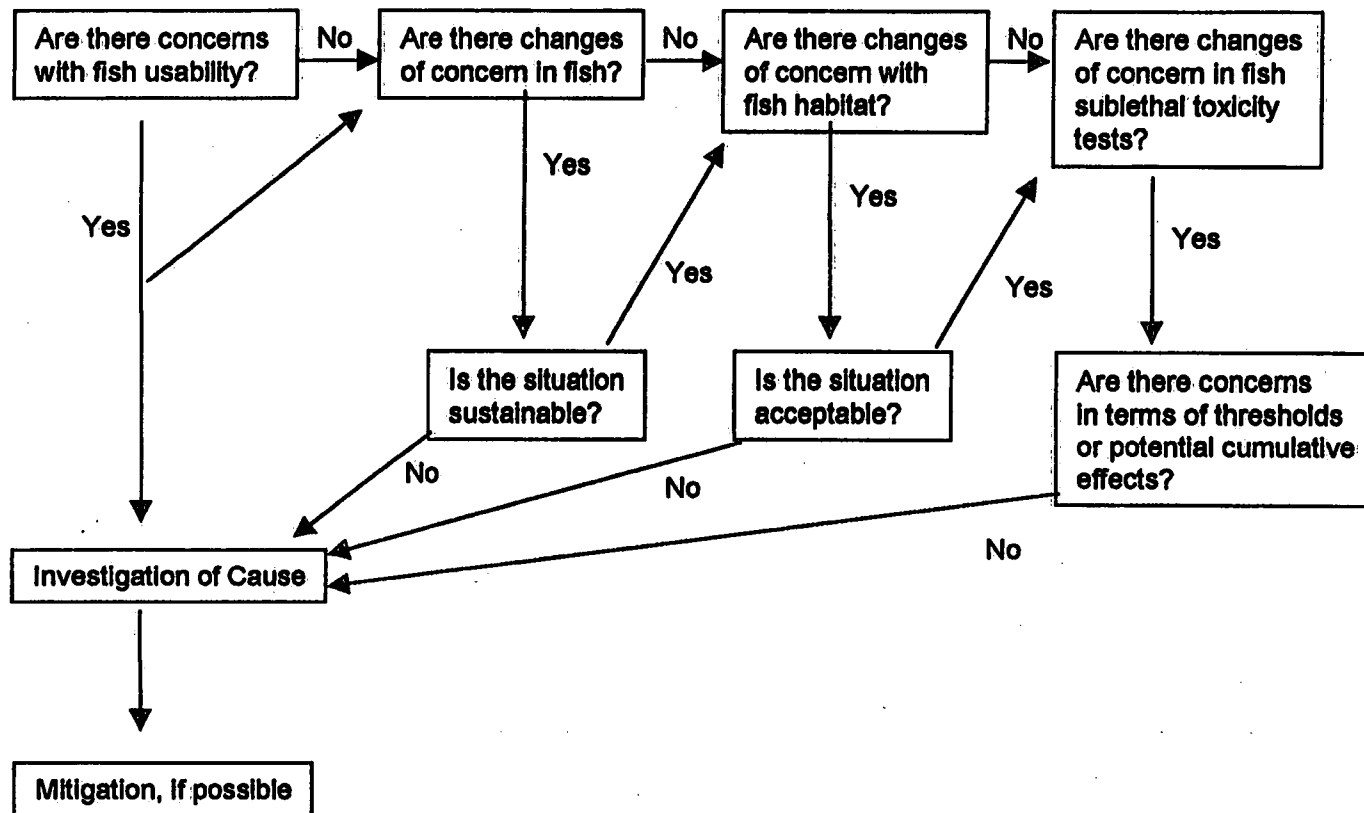 Are there concerns
with fish usability?
No
Are there changes
of concern in fish?
No
Are there changes
of concern with
fish habitat?
No
Are there changes
of concern in fish
sublethal toxicity
tests?
Yes
Yes
Yes
Yes
Yes
Yes
Is the situation
sustainable?
Is the situation
acceptable?
Are there concerns
in terms of thresholds
or potential cumulative
effects?
No
No
No
Investigation of Cause
Mitigation, if possible